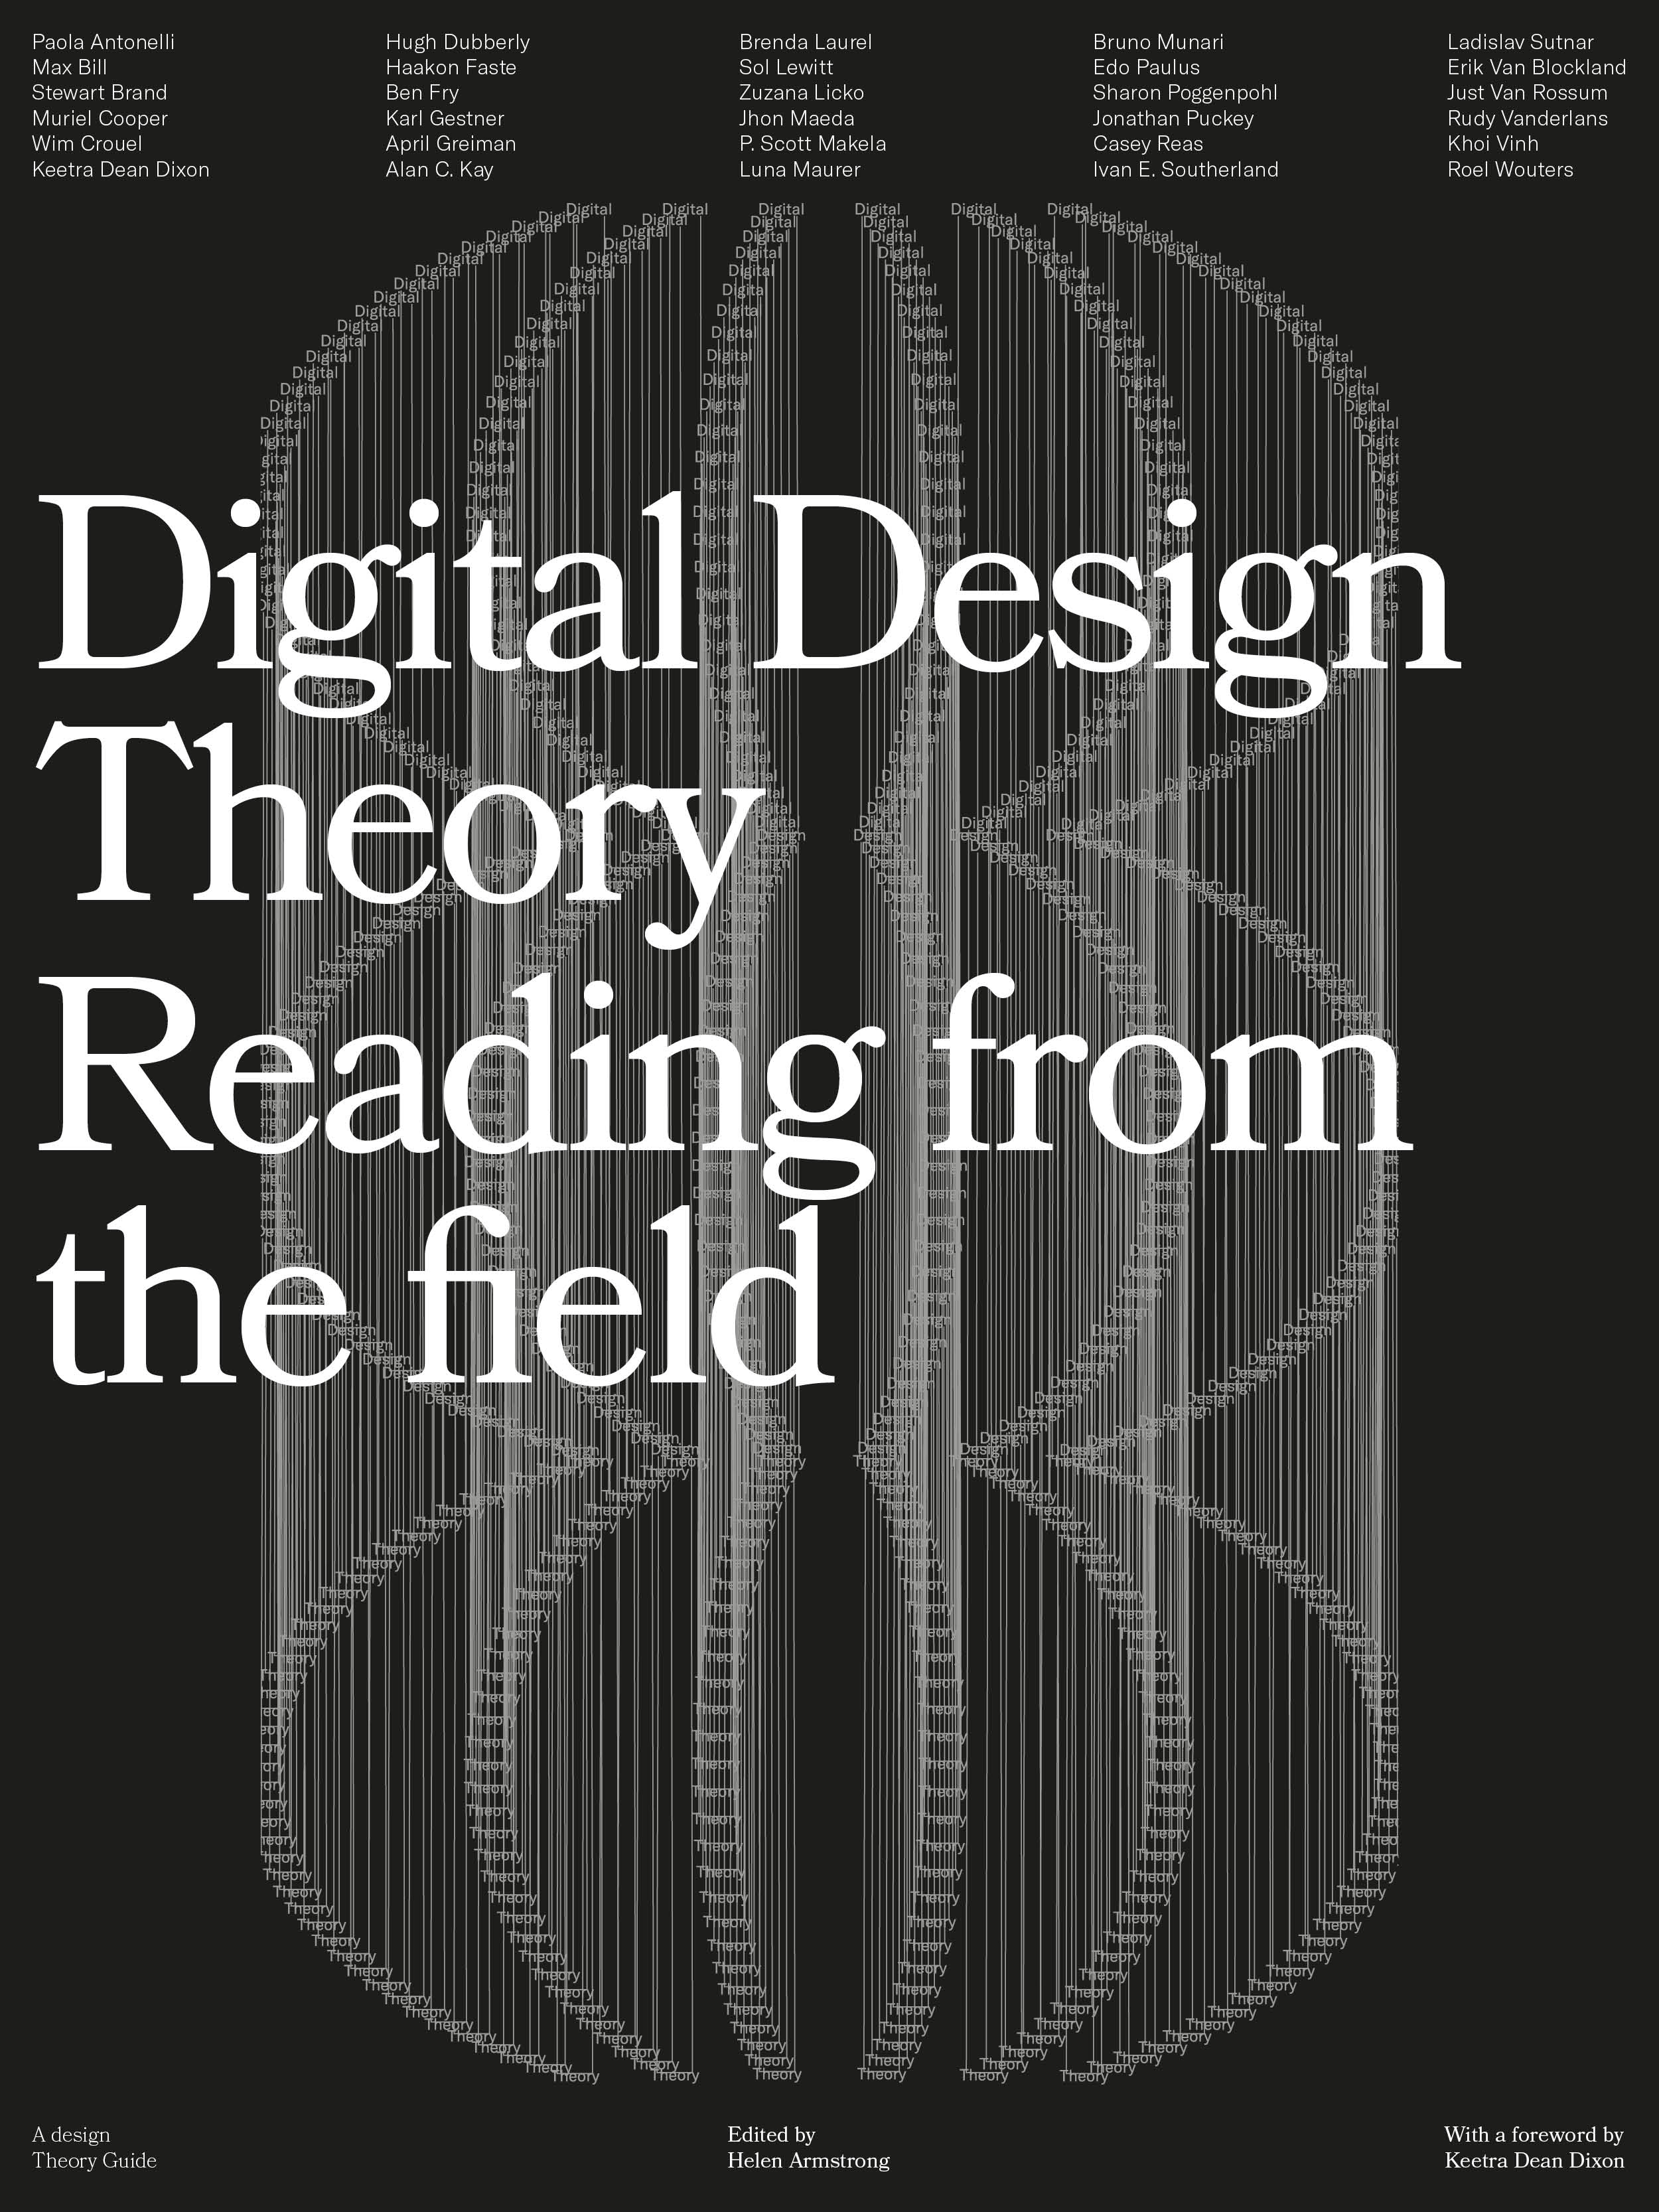 Paola Antonelli
Max Bill
Stewart Brand
Muriel Cooper
Wim Crouel
Keetra Dean Dixon
Hugh Dubberly
Haakon Faste
Ben Fry
Karl Gestner
April Greiman
Alan C. Kay
Brenda Laurel
Sol Lewitt
Zuzana Licko
Jhon Maeda
P. Scott Makela
Luna Maurer
Bruno Munari
Edo Paulus
Sharon Poggenpohl
Jonathan Puckey
Casey Reas
Ivan E. Southerland
Ladislav Sutnar
Erik Van Blockland
Just Van Rossum
Rudy Vanderlans
Khoi Vinh
Roel Wouters
Digital Design
Theory
Reading from
the field
A design
Theory Guide
Edited by
Helen Armstrong
With a foreword by
Keetra Dean Dixon